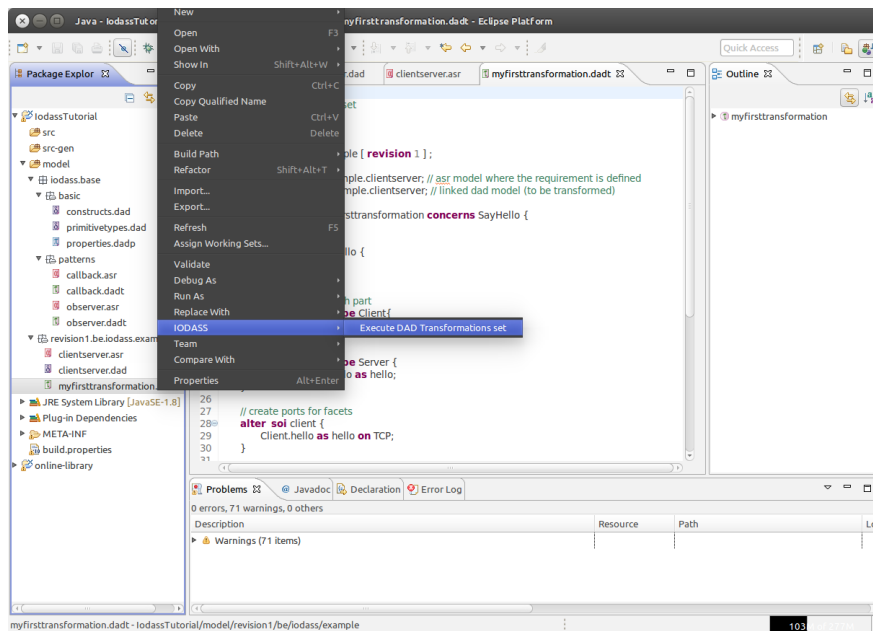 Java - IodassTutor
myfirsttransformation.dadt - Eclipse Platform
Quick Access
Package Explor
IodassTutorial
src
src-gen
model
iodass.base
basic
constructs.dad
primitivetypes.dad
properties.dadp
patterns
callback.asr
callback.dadt
observer.asr
observer.dadt
revision1.be.iodass.exam
clientserver.asr
clientserver.dad
myfirsttransformation.
JRE System Library [JavaSE-1.8]
Plug-in Dependencies
META-INF
build.properties
online-library
New
Open F3
Open With
Show In Shift+Alt+W
Copy Ctrl+C
Copy Qualified Name
Paste Ctrl+V
Delete Delete
Build Path
Refactor Shift+Alt+T
Import...
Export...
Refresh F5
Assign Working Sets...
Validate
Debug As
Run As
Replace With
IODASS
Execute DAD Transformations set
Team
Compare With
Properties Alt+Enter
r.dad
clientserver.asr
myfirsttransformation.dadt
set
ple [ revision 1 ] ;
mple.clientserver; // asr model where the requirement is defined
mple.clientserver; // linked dad model (to be transformed)
rsttransformation concerns SayHello {
llo {
h part
pe Client{
pe Server {
lo as hello;
26
27 // create ports for facets
28 alter soi client {
29 Client.hello as hello on TCP;
30 }
31
Outline
myfirsttransformation
Problems
@ Javadoc
Declaration
Error Log
0 errors, 71 warnings, 0 others
Description Resource Path Lo
Warnings (71 items)
myfirsttransformation.dadt - IodassTutorial/model/revision1/be/iodass/example